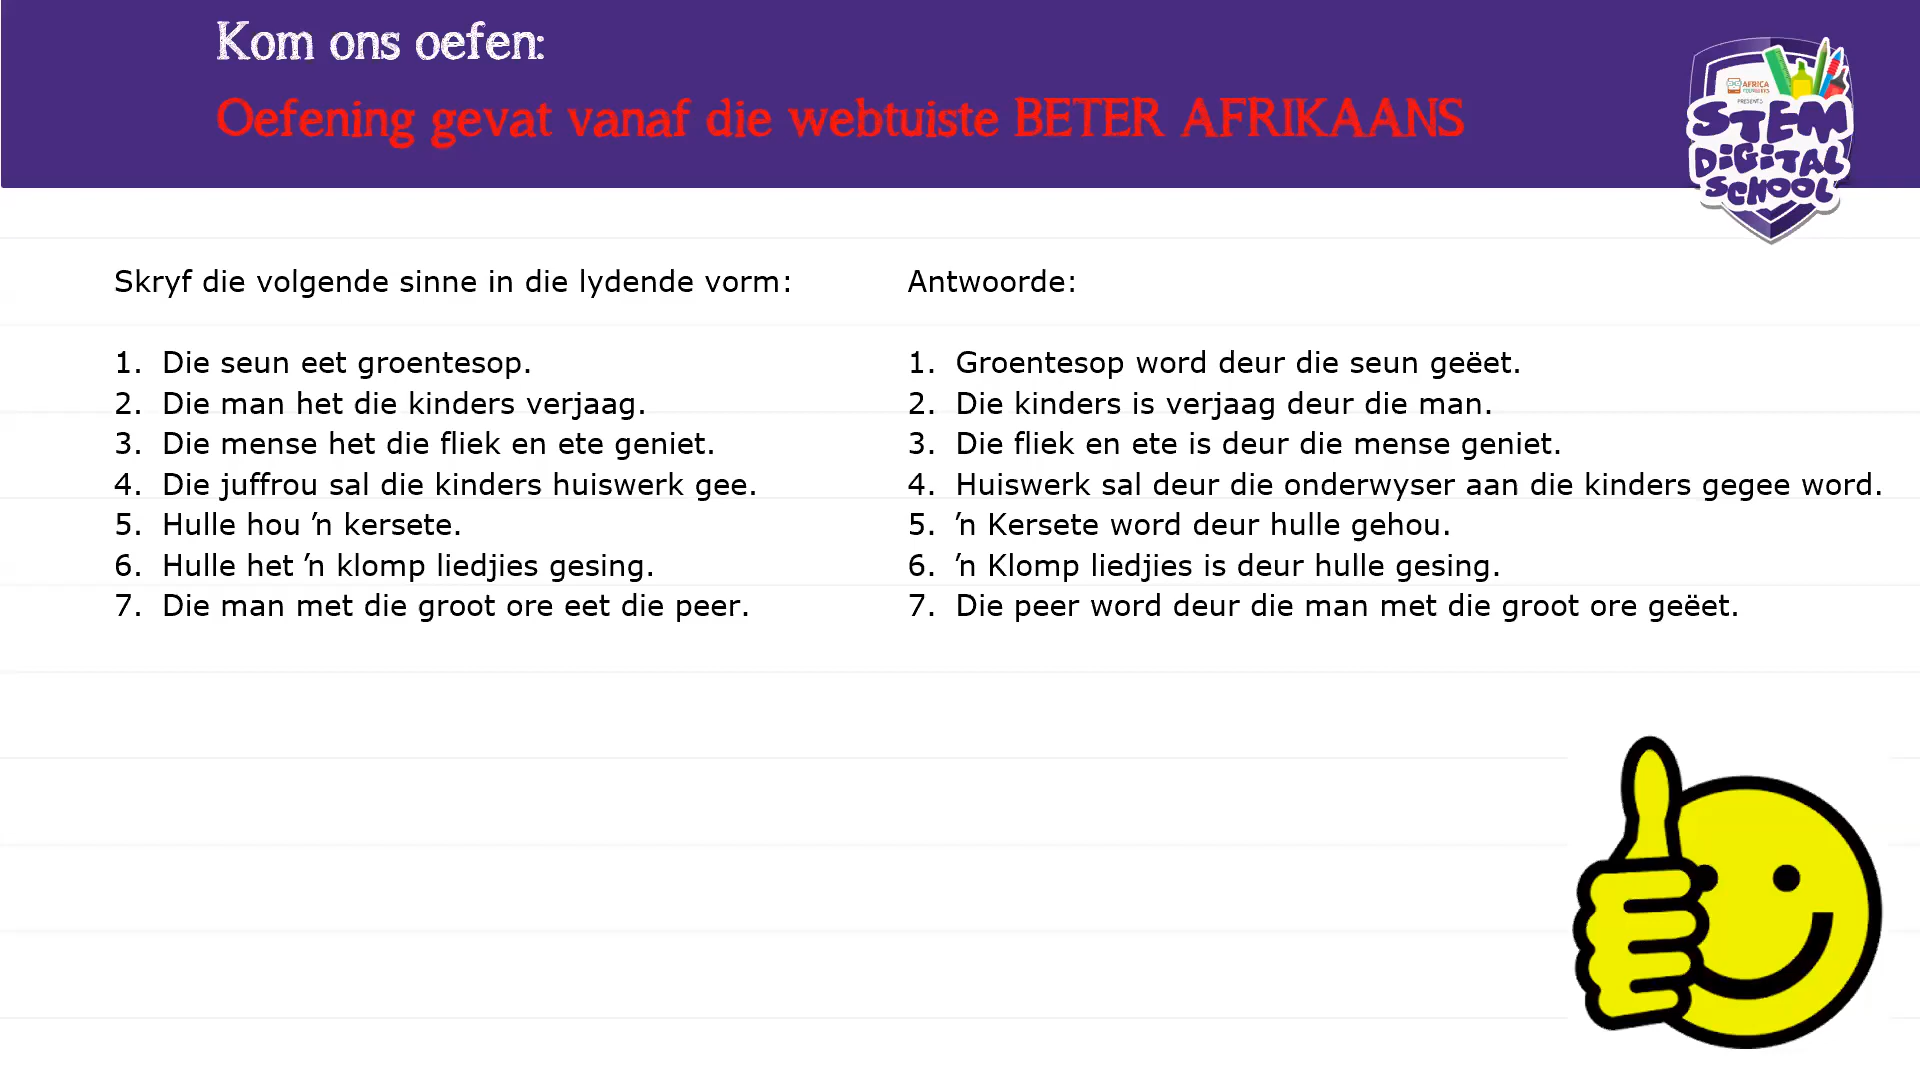 Kom ons oefen:
Oefening gevat vanaf die webtuiste BETER AFRIKAANS
AFRICA
PRESENTS
STEM
DIGITAL
SCHOOL
Skryf die volgende sinne in die lydende vorm:
1. Die seun eet groentesop.
2. Die man het die kinders verjaag.
3. Die mense het die fliek en ete geniet.
4. Die juffrou sal die kinders huiswerk gee.
5. Hulle hou ’n kersete.
6. Hulle het ’n klomp liedjies gesing.
7. Die man met die groot ore eet die peer.
Antwoorde:
1. Groentesop word deur die seun geëet.
2. Die kinders is verjaag deur die man.
3. Die fliek en ete is deur die mense geniet.
4. Huiswerk sal deur die onderwyser aan die kinders gegee word.
5. ’n Kersete word deur hulle gehou.
6. ’n Klomp liedjies is deur hulle gesing.
7. Die peer word deur die man met die groot ore geëet.